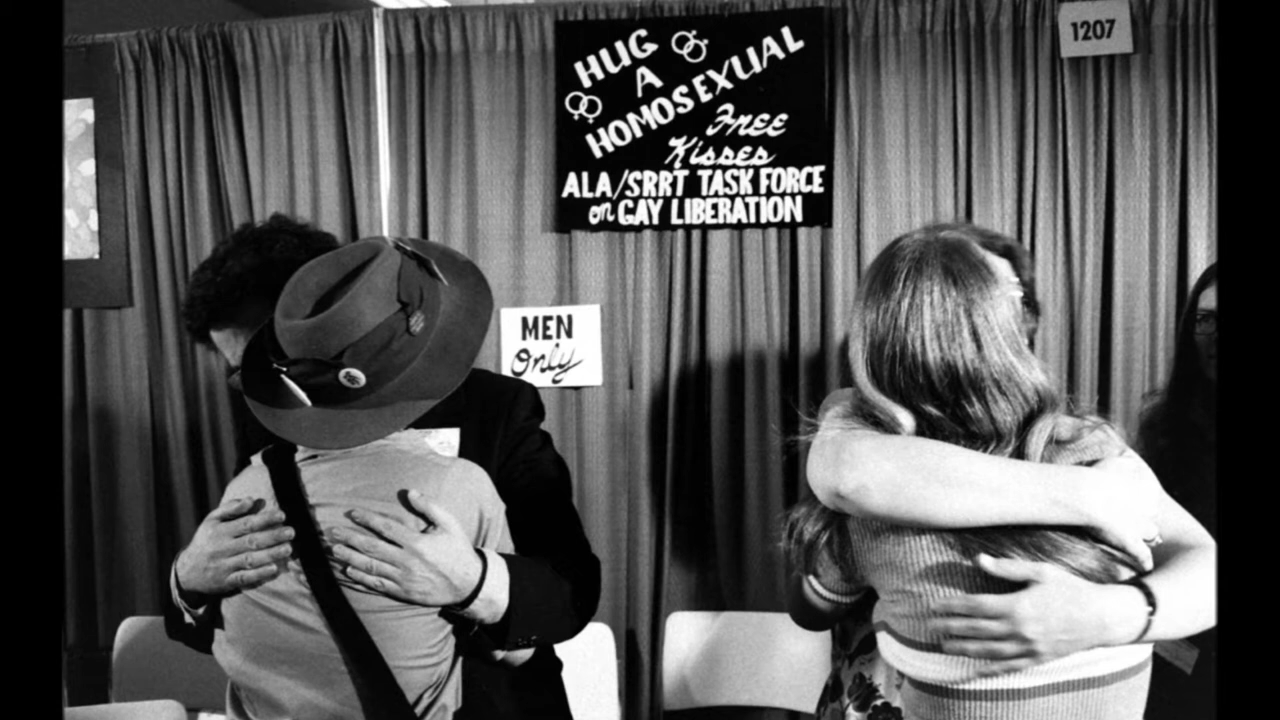 HUG
A
HOMOSEXUAL
Free
Kisses
ALA/SRRT TASK FORCE
on GAY LIBERATION
1207
MEN
Only